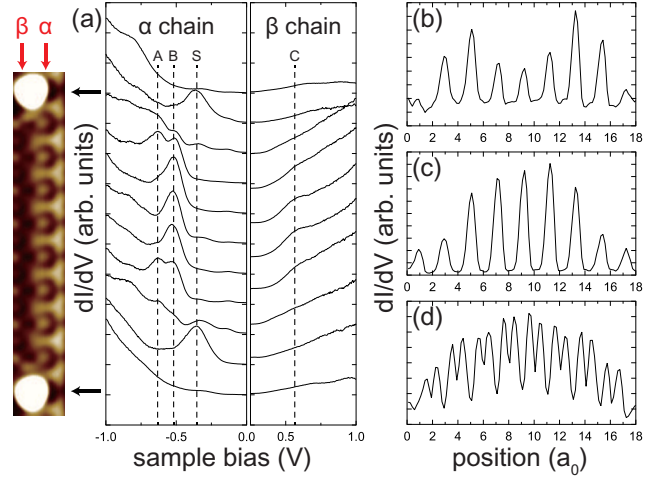 β α
(a)
α chain
β chain
A B S
C
dI/dV (arb. units)
-1.0 -0.5 0.0
0.5 1.0
sample bias (V)
(b)
0 2 4 6 8 10 12 14 16 18
(c)
dI/dV (arb. units)
0 2 4 6 8 10 12 14 16 18
(d)
0 2 4 6 8 10 12 14 16 18
position (a₀)